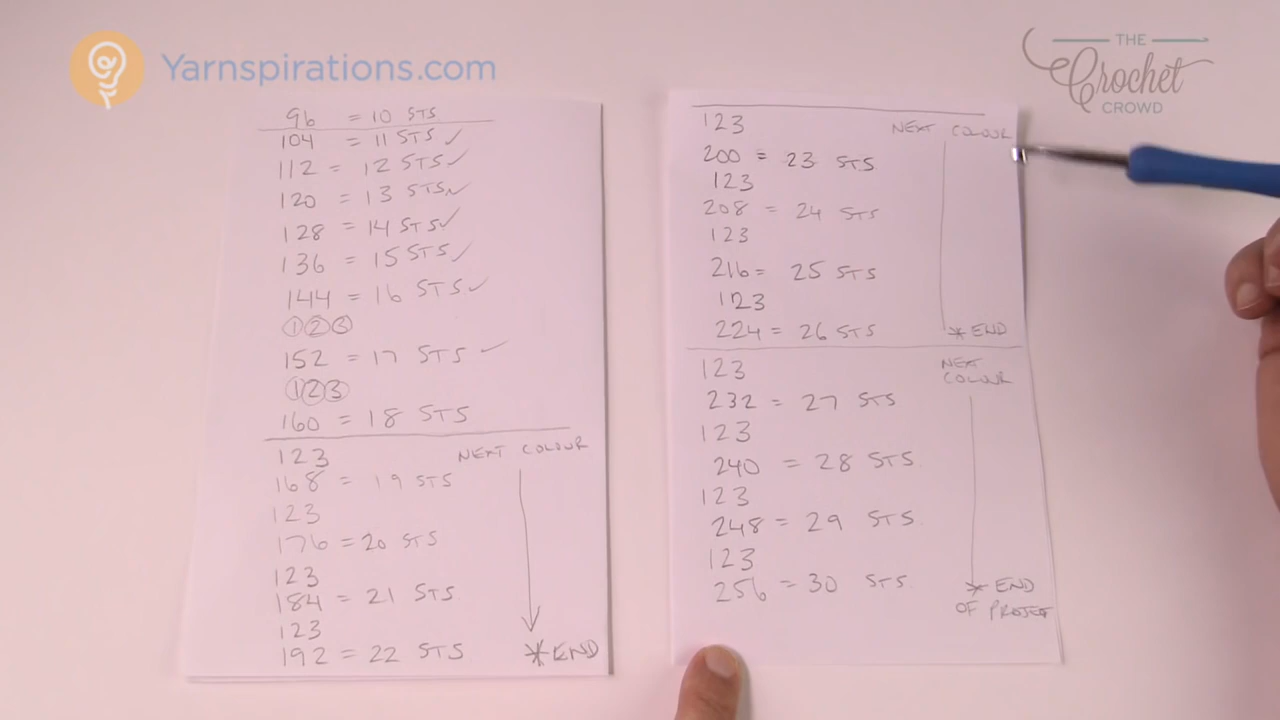 Yarnspirations.com
THE
Crochet
CROWD
96 = 10 STS
104 = 11 STS ✓
112 = 12 STS ✓
120 = 13 STS ✓
128 = 14 STS ✓
136 = 15 STS ✓
144 = 16 STS ✓
①②③
152 = 17 STS ✓
①②③
160 = 18 STS
123 NEXT COLOUR
168 = 19 STS
123
176 = 20 STS
123
184 = 21 STS
123
192 = 22 STS * END
123 NEXT COLOUR
200 = 23 STS
123
208 = 24 STS
123
216 = 25 STS
123
224 = 26 STS * END
123 NEXT
COLOUR
232 = 27 STS
123
240 = 28 STS
123
248 = 29 STS
123
256 = 30 STS * END
OF PROJECT